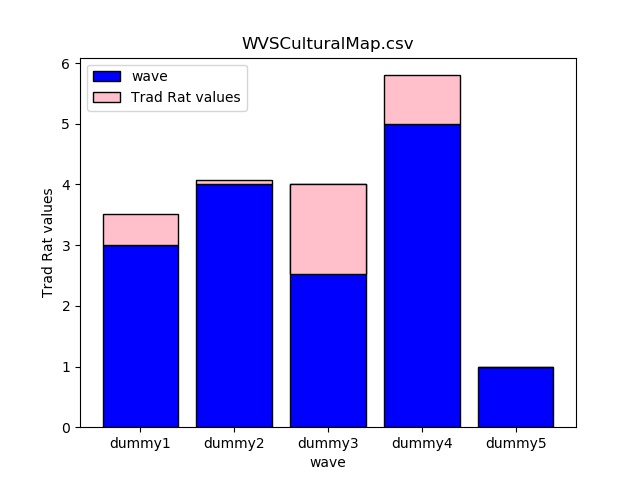 WVSCulturalMap.csv
wave
Trad Rat values
6
5
4
3
2
1
0
Trad Rat values
dummy1 dummy2 dummy3 dummy4 dummy5
wave